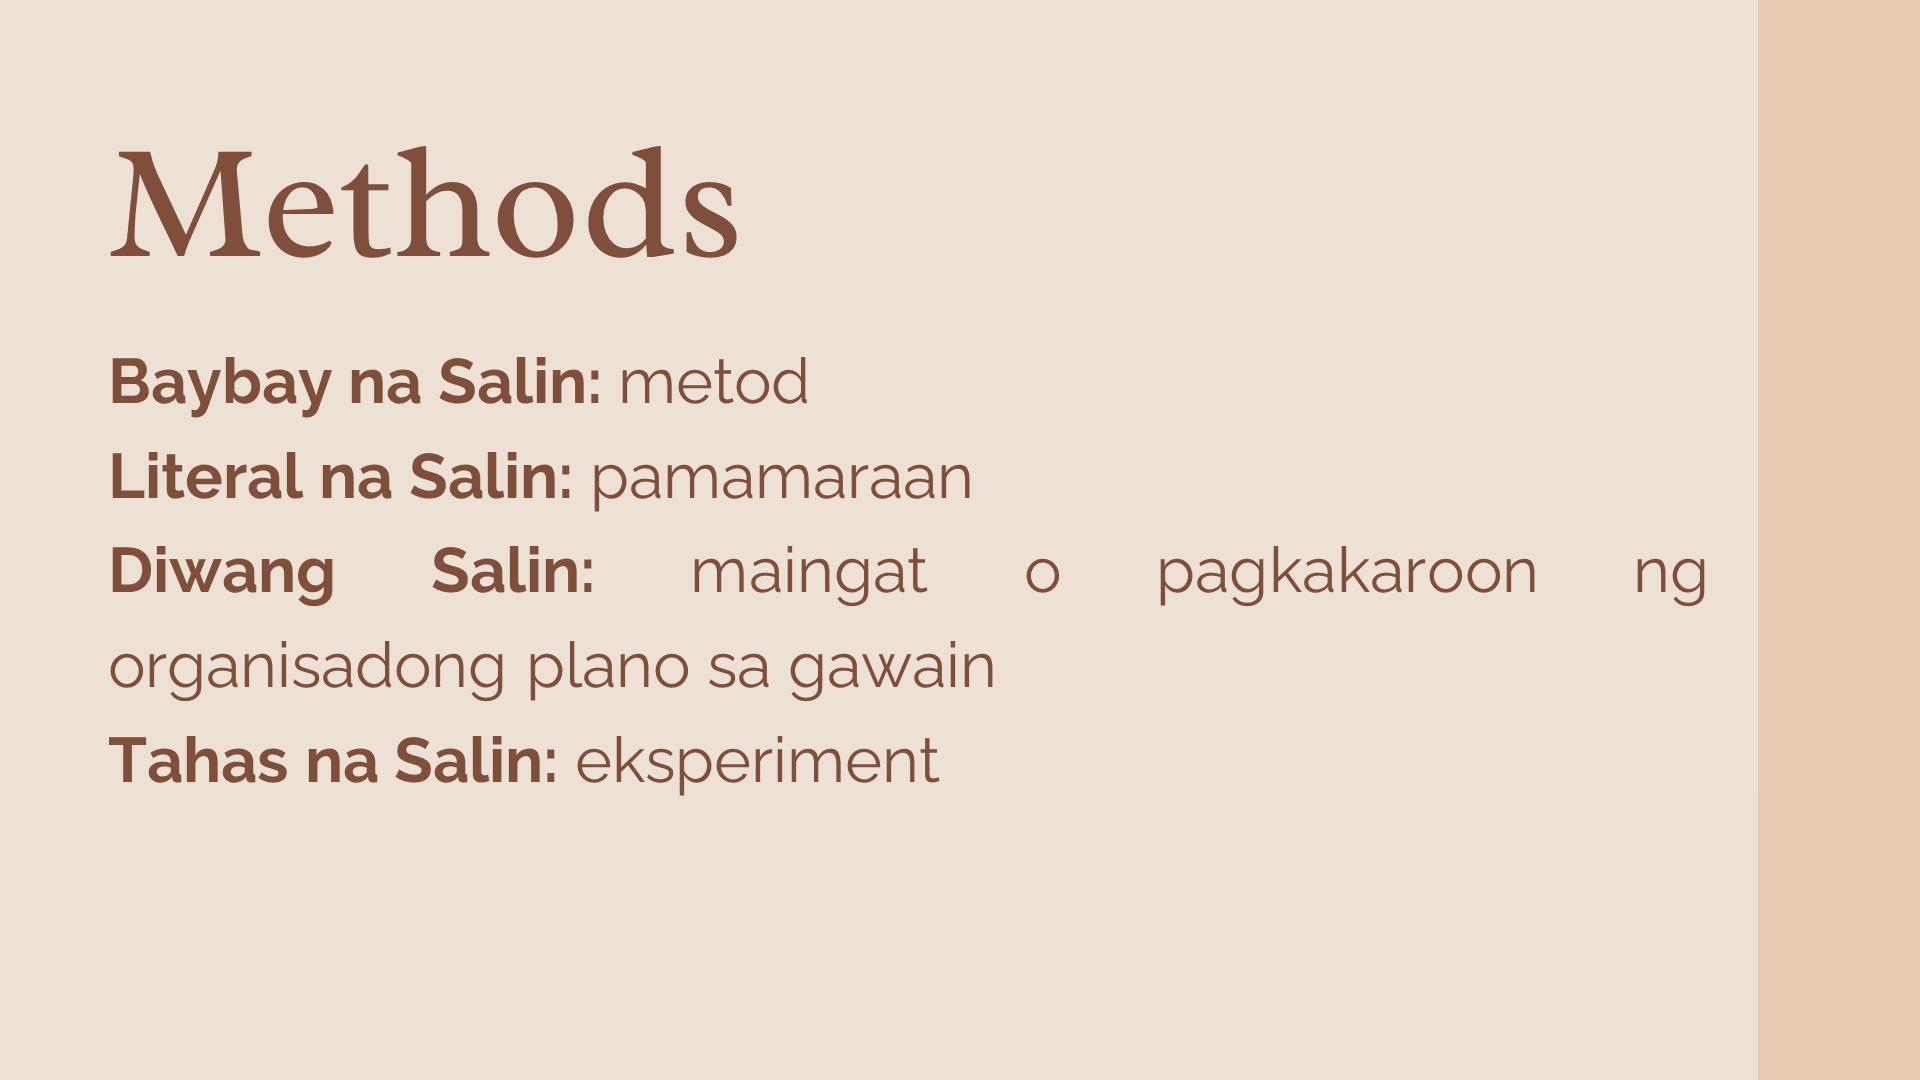 Methods
Baybay na Salin: metod
Literal na Salin: pamamaraan
Diwang Salin: maingat o pagkakaroon ng
organisadong plano sa gawain
Tahas na Salin: eksperiment